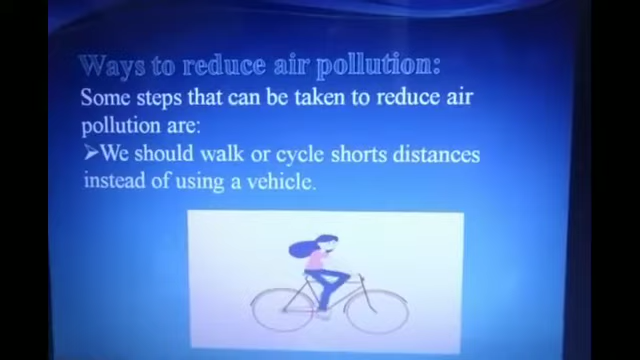 Ways to reduce air pollution:
Some steps that can be taken to reduce air
pollution are:
➢We should walk or cycle shorts distances
instead of using a vehicle.